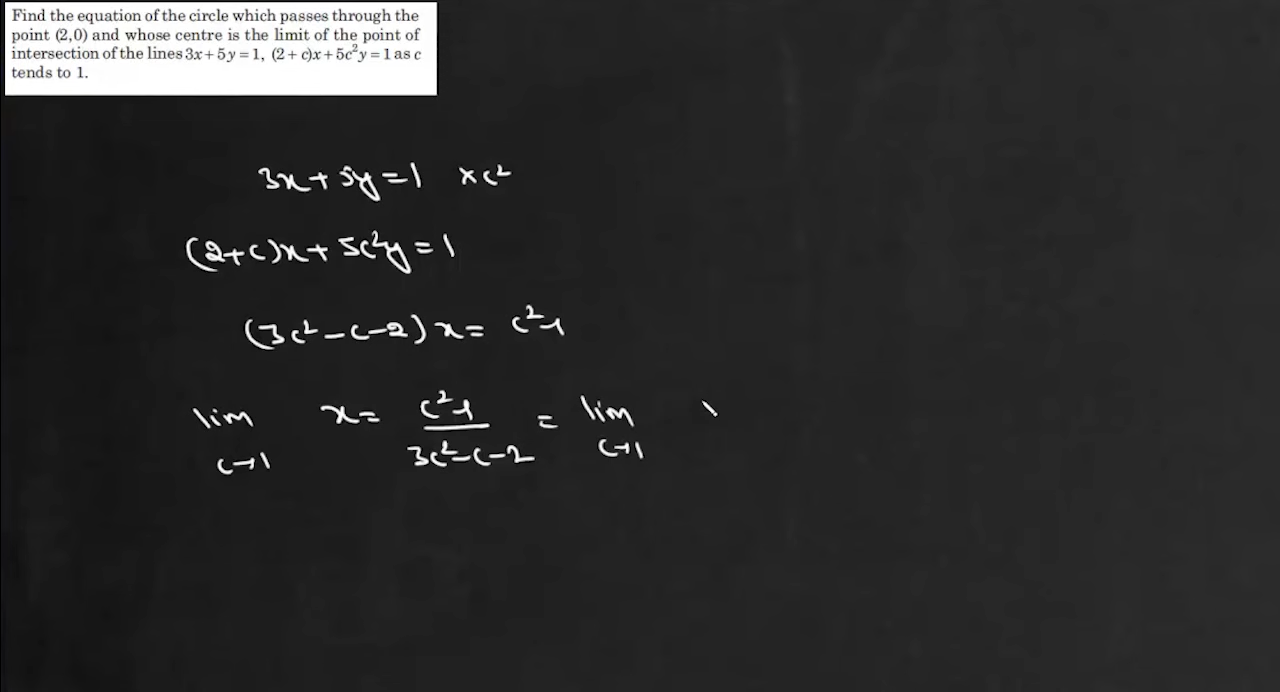 Find the equation of the circle which passes through the
point (2,0) and whose centre is the limit of the point of
intersection of the lines 3x + 5y = 1, (2 + c)x + 5c²y = 1 as c
tends to 1.
3x + 5y = 1 × c²
(2+c)x + 5c²y = 1
(3c² - c - 2) x = c² - 1
lim x = c² - 1 = lim
c→1 3c² - c - 2 c→1